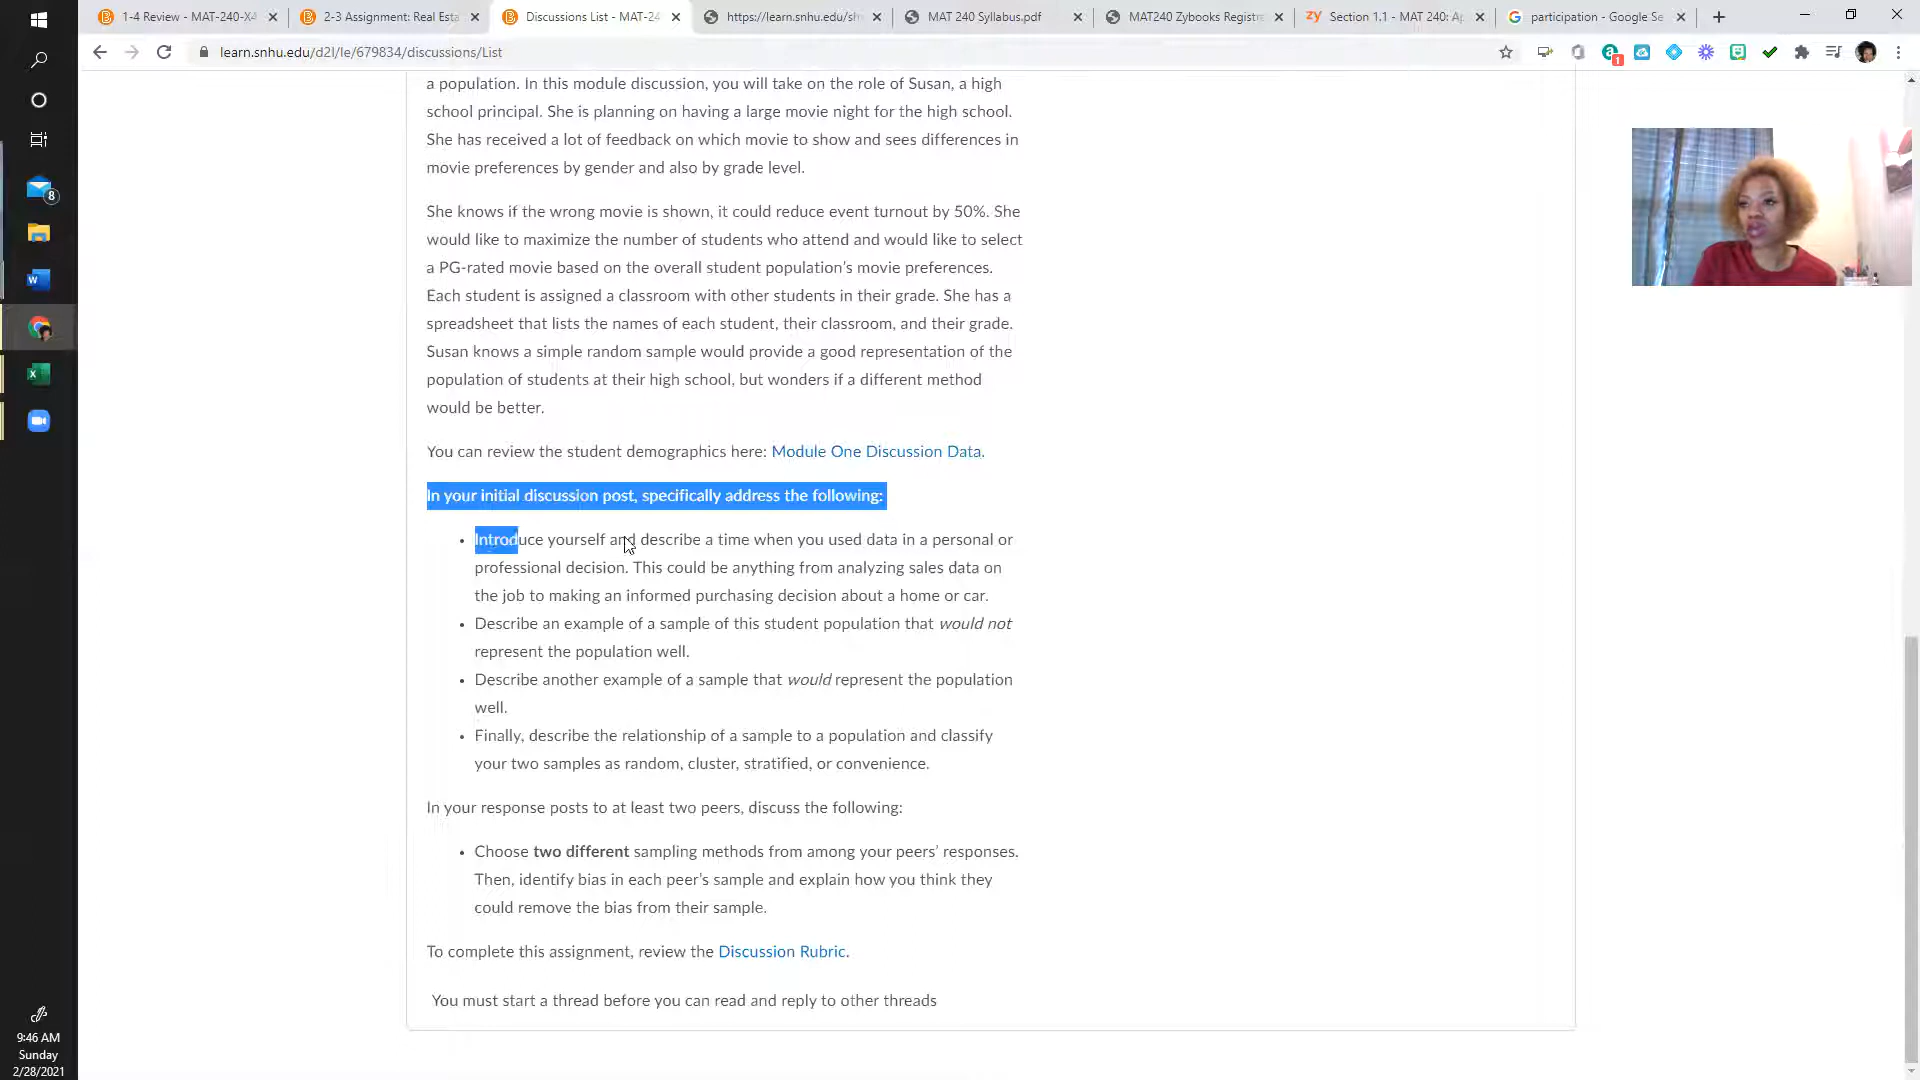 1-4 Review - MAT-240-X4
2-3 Assignment: Real Esta
Discussions List - MAT-24
https://learn.snhu.edu/sh
MAT 240 Syllabus.pdf
MAT240 Zybooks Registr
Section 1.1 - MAT 240: Ap
participation - Google Se
learn.snhu.edu/d2l/le/679834/discussions/List
1
a population. In this module discussion, you will take on the role of Susan, a high
school principal. She is planning on having a large movie night for the high school.
She has received a lot of feedback on which movie to show and sees differences in
movie preferences by gender and also by grade level.
She knows if the wrong movie is shown, it could reduce event turnout by 50%. She
would like to maximize the number of students who attend and would like to select
a PG-rated movie based on the overall student population's movie preferences.
Each student is assigned a classroom with other students in their grade. She has a
spreadsheet that lists the names of each student, their classroom, and their grade.
Susan knows a simple random sample would provide a good representation of the
population of students at their high school, but wonders if a different method
would be better.
You can review the student demographics here: Module One Discussion Data.
In your initial discussion post, specifically address the following:
• Introduce yourself and describe a time when you used data in a personal or
professional decision. This could be anything from analyzing sales data on
the job to making an informed purchasing decision about a home or car.
• Describe an example of a sample of this student population that would not
represent the population well.
• Describe another example of a sample that would represent the population
well.
• Finally, describe the relationship of a sample to a population and classify
your two samples as random, cluster, stratified, or convenience.
In your response posts to at least two peers, discuss the following:
• Choose two different sampling methods from among your peers' responses.
Then, identify bias in each peer's sample and explain how you think they
could remove the bias from their sample.
To complete this assignment, review the Discussion Rubric.
You must start a thread before you can read and reply to other threads
8
9:46 AM
Sunday
2/28/2021